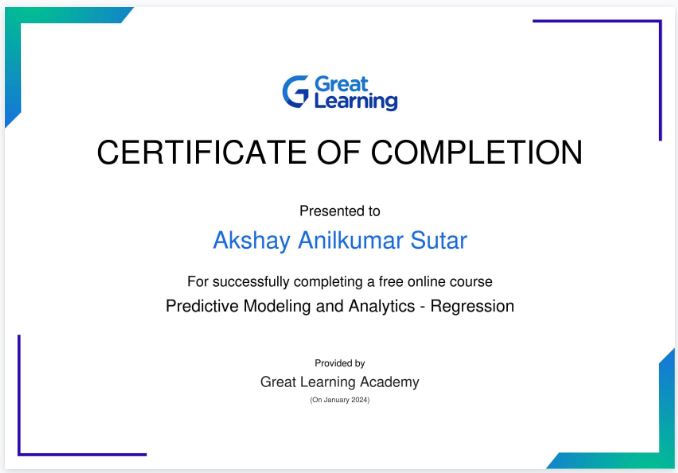 Great
Learning
CERTIFICATE OF COMPLETION
Presented to
Akshay Anilkumar Sutar
For successfully completing a free online course
Predictive Modeling and Analytics - Regression
Provided by
Great Learning Academy
(On January 2024)